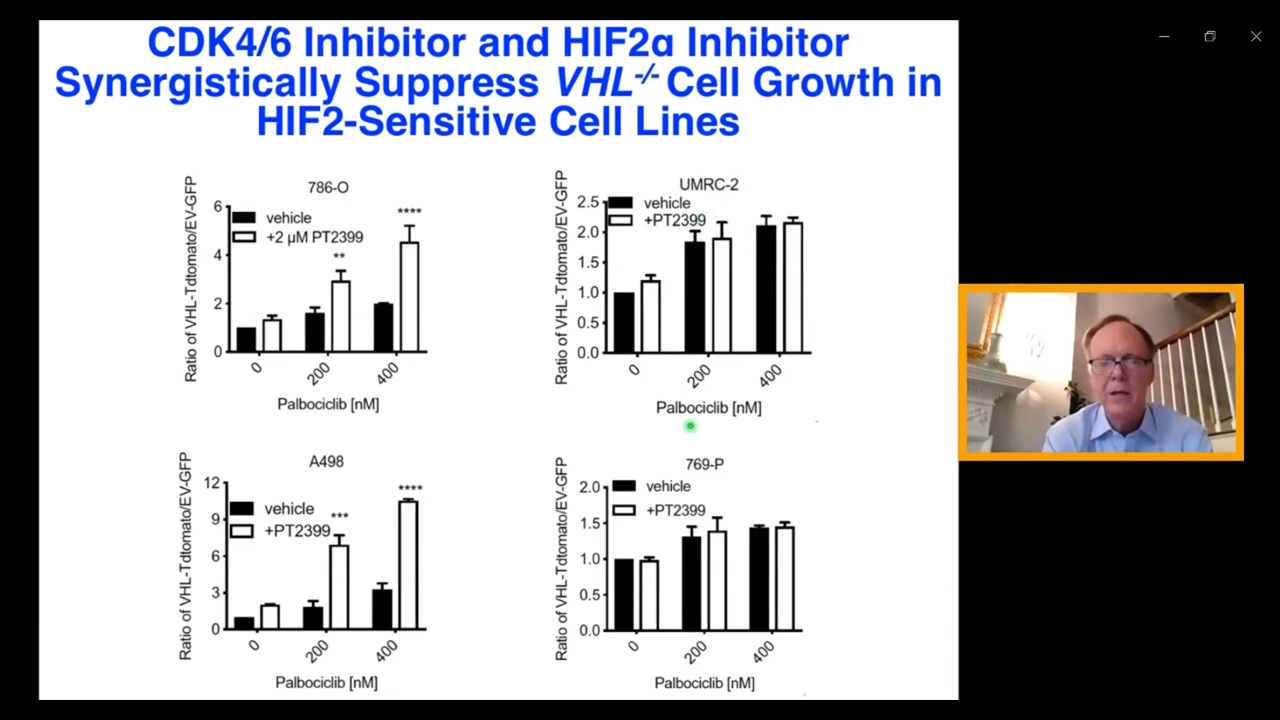 CDK4/6 Inhibitor and HIF2α Inhibitor
Synergistically Suppress VHL-/- Cell Growth in
HIF2-Sensitive Cell Lines
786-O
Ratio of VHL-Tdtomato/EV-GFP
6
4
2
0
vehicle
+2 µM PT2399
**
****
0
200
400
Palbociclib [nM]
UMRC-2
Ratio of VHL-Tdtomato/EV-GFP
2.5
2.0
1.5
1.0
0.5
0.0
vehicle
+PT2399
0
200
400
Palbociclib [nM]
A498
Ratio of VHL-Tdtomato/EV-GFP
12
9
6
3
0
vehicle
+PT2399
***
****
0
200
400
Palbociclib [nM]
769-P
Ratio of VHL-Tdtomato/EV-GFP
2.0
1.5
1.0
0.5
0.0
vehicle
+PT2399
0
200
400
Palbociclib [nM]